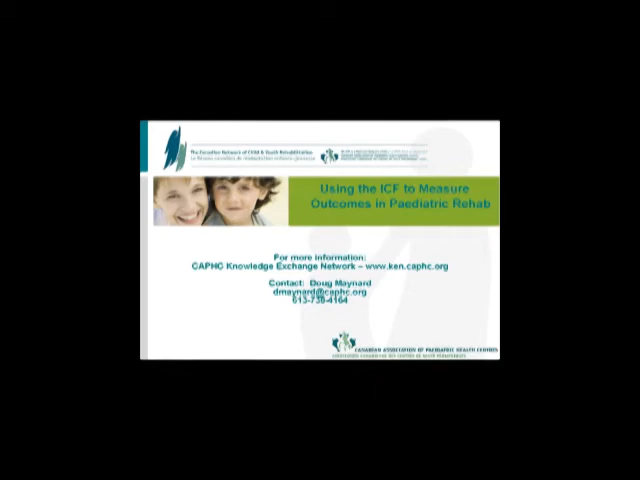 The Canadian Network of Child & Youth Rehabilitation
Using the ICF to Measure
Outcomes in Paediatric Rehab
For more information:
CAPHC Knowledge Exchange Network – www.ken.caphc.org
Contact: Doug Maynard
dmaynard@caphc.org
613-738-4164
CANADIAN ASSOCIATION OF PAEDIATRIC HEALTH CENTRES